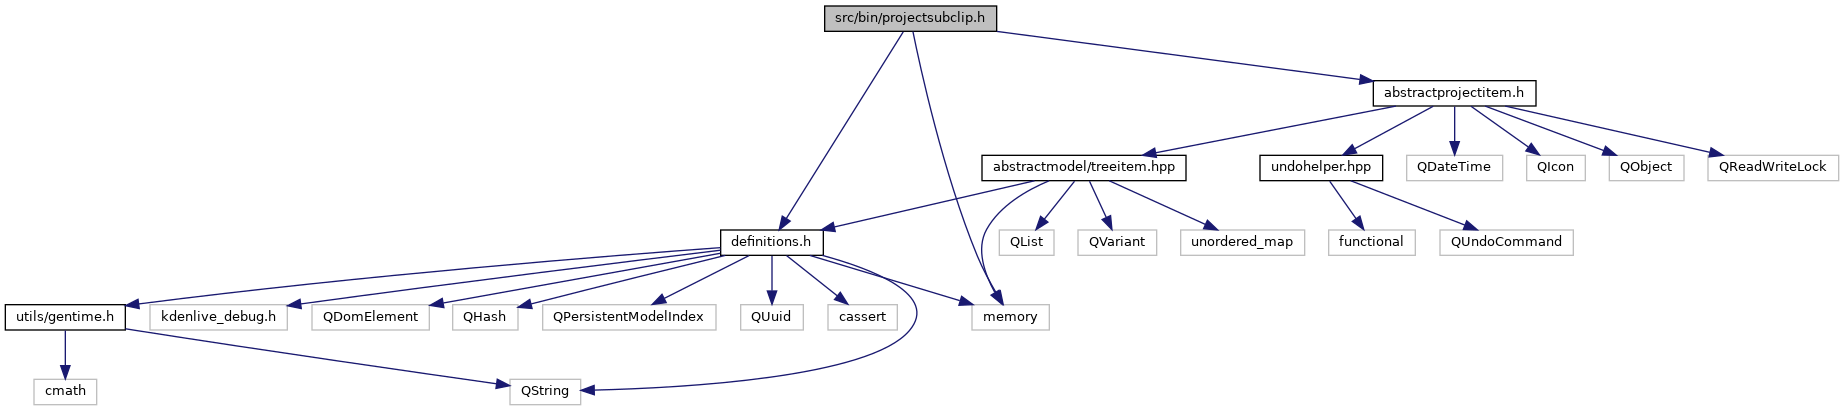 src/bin/projectsubclip.h
abstractprojectitem.h
abstractmodel/treeitem.hpp
undohelper.hpp
QDateTime
QIcon
QObject
QReadWriteLock
definitions.h
QList
QVariant
unordered_map
functional
QUndoCommand
utils/gentime.h
kdenlive_debug.h
QDomElement
QHash
QPersistentModelIndex
QUuid
cassert
memory
cmath
QString